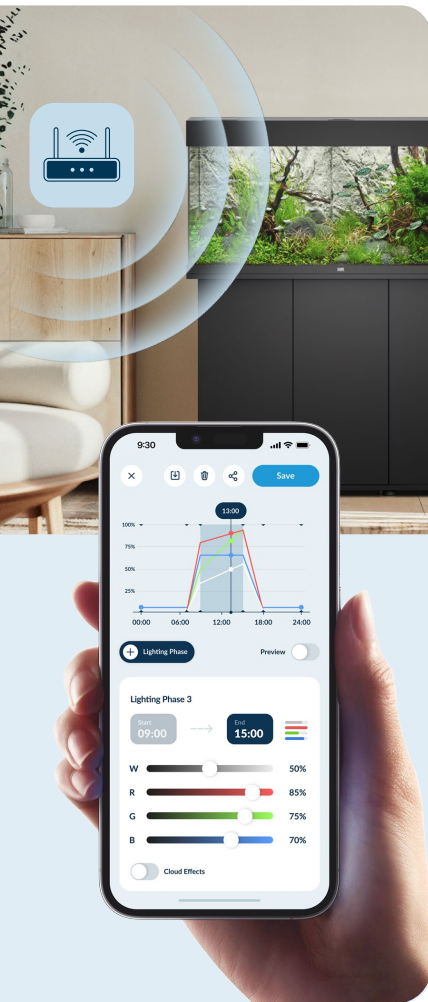 9:30
Save
13:00
100%
75%
50%
25%
00:00 06:00 12:00 18:00 24:00
Lighting Phase
Preview
Lighting Phase 3
Start
09:00
End
15:00
W 50%
R 85%
G 75%
B 70%
Cloud Effects